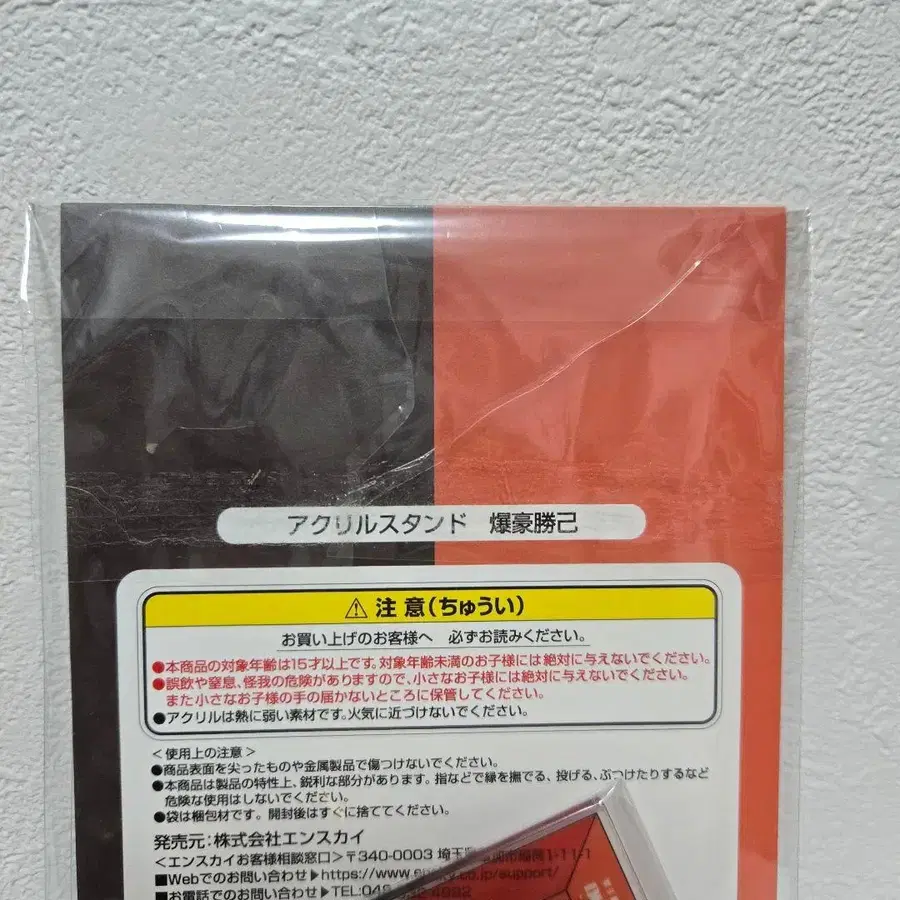 アクリルスタンド 爆豪勝己
⚠ 注意(ちゅうい)
お買い上げのお客様へ 必ずお読みください。
●本商品の対象年齢は15才以上です。対象年齢未満のお子様には絶対に与えないでください。
●誤飲や窒息、怪我の危険がありますので、小さなお子様には絶対に与えないでください。
また小さなお子様の手の届かないところに保管してください。
●アクリルは熱に弱い素材です。火気に近づけないでください。
<使用上の注意>
●商品表面を尖ったものや金属製品で傷つけないでください。
●本商品は製品の特性上、鋭利な部分があります。指などで縁を撫でる、投げる、ぶつけたりするなど
危険な使用はしないでください。
●袋は梱包材です。開封後はすぐに捨ててください。
発売元:株式会社エンスカイ
<エンスカイお客様相談窓口>〒340-0003 埼玉 1-11-1
■Webでのお問い合わせ▶https://www. .co.jp/support/
■お電話でのお問い合わせ▶TEL:048